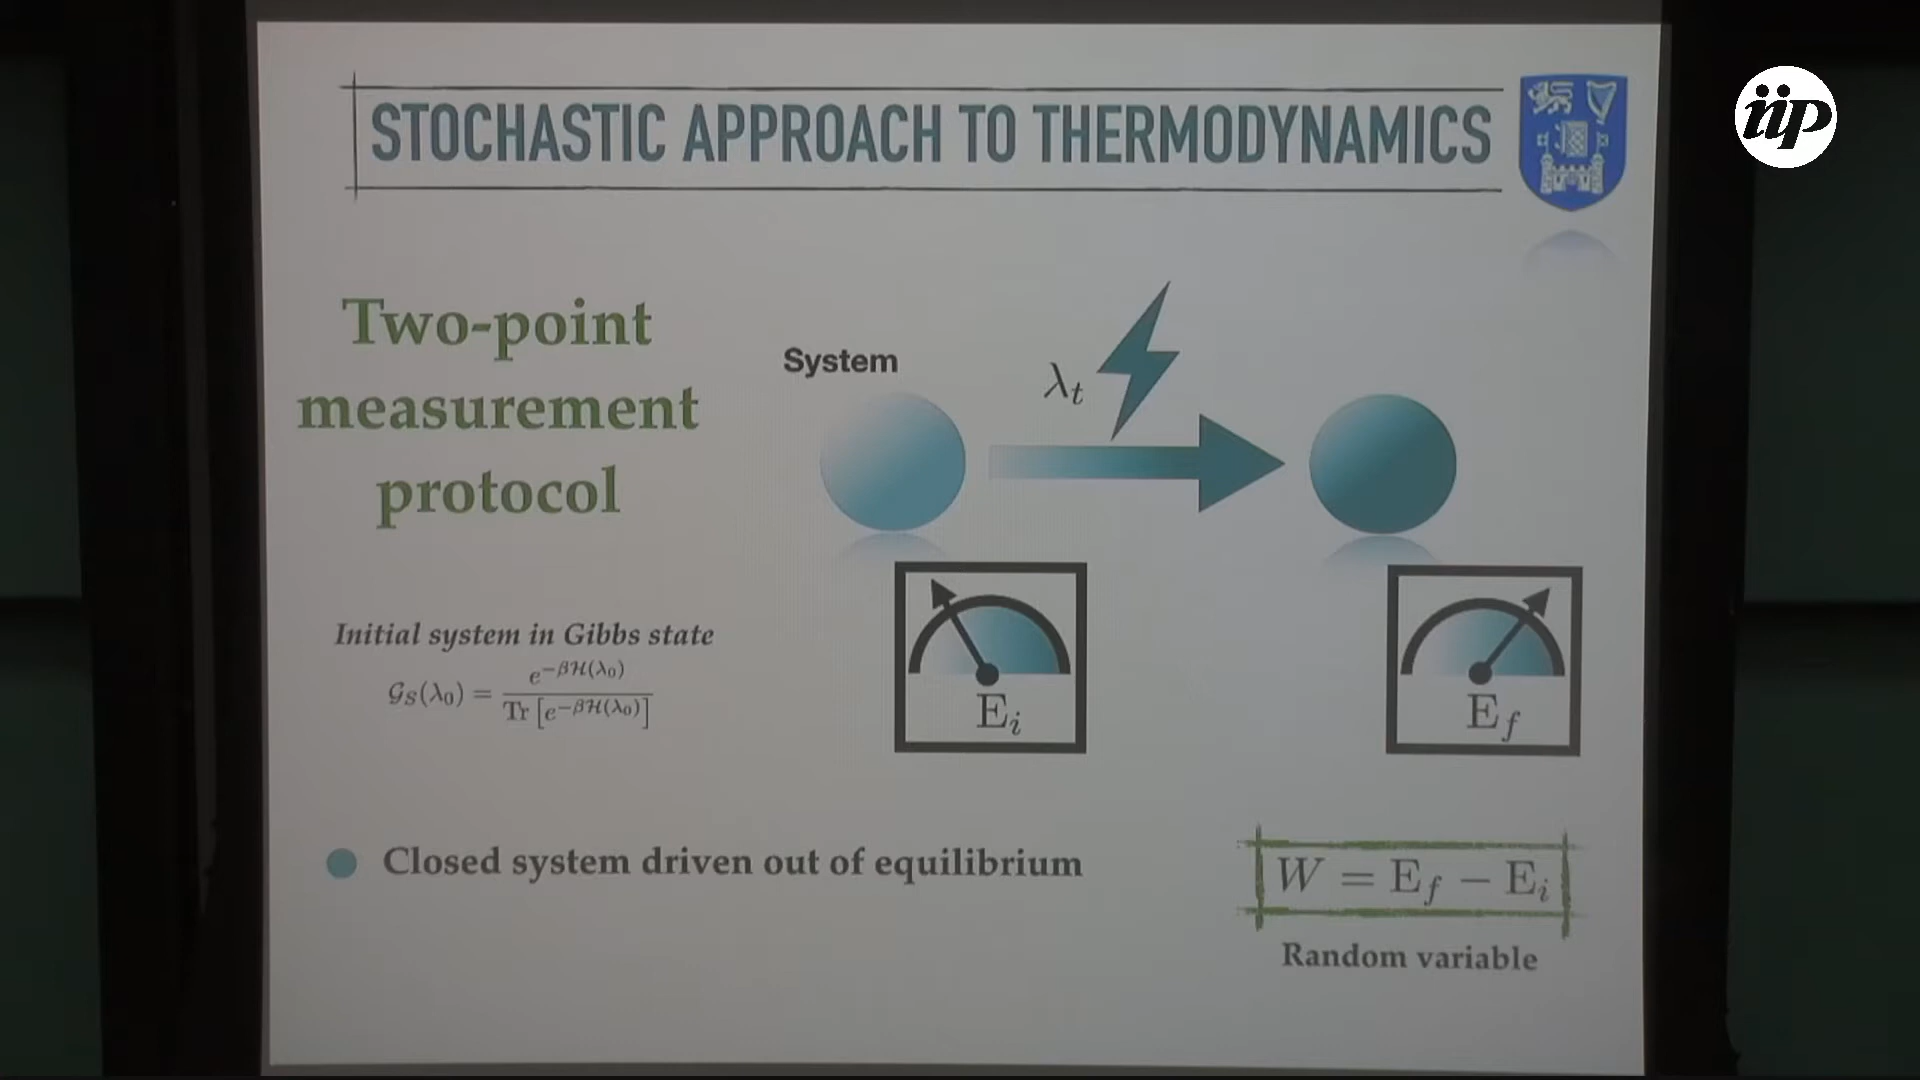 STOCHASTIC APPROACH TO THERMODYNAMICS
iip
Two-point
measurement
protocol
System
λ_t
Initial system in Gibbs state
𝒢_S(λ_0) = e^{-βℋ(λ_0)} / Tr [e^{-βℋ(λ_0)}]
E_i
E_f
Closed system driven out of equilibrium
W = E_f − E_i
Random variable